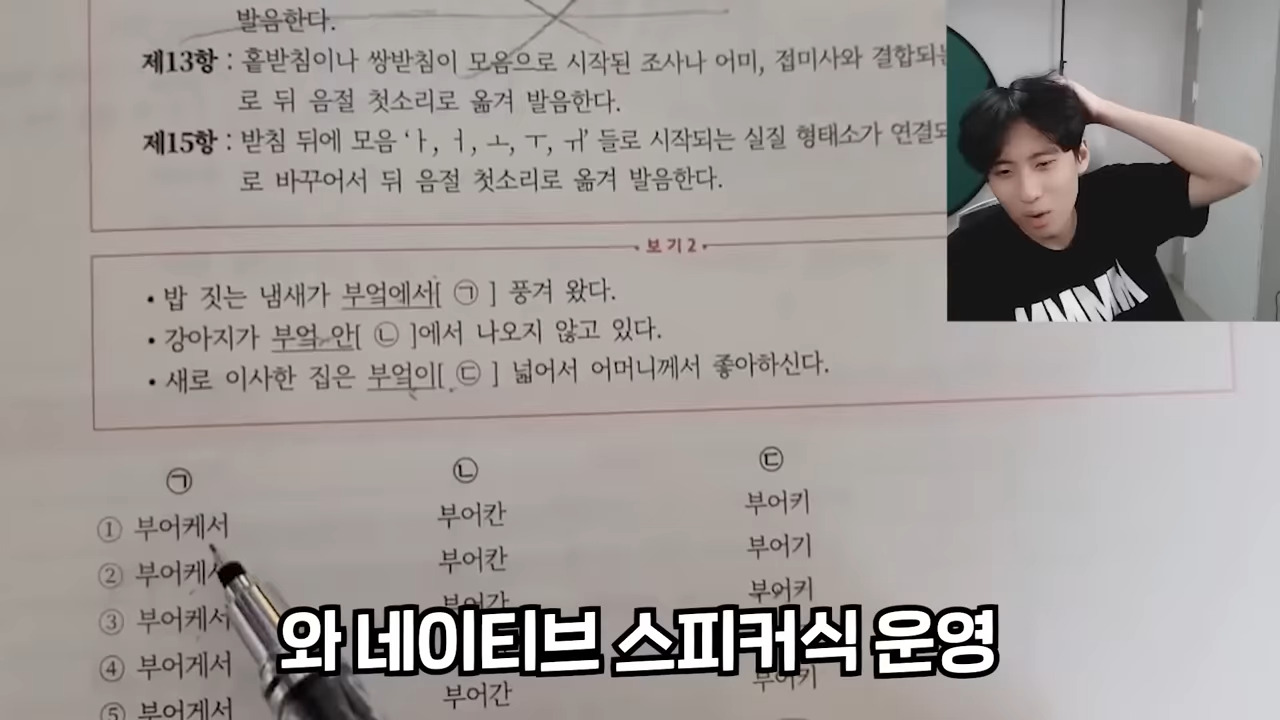 발음한다.
제13항 : 홑받침이나 쌍받침이 모음으로 시작된 조사나 어미, 접미사와 결합되는
로 뒤 음절 첫소리로 옮겨 발음한다.
제15항 : 받침 뒤에 모음 ‘ㅏ, ㅓ, ㅗ, ㅜ, ㅟ’ 들로 시작되는 실질 형태소가
로 바꾸어서 뒤 음절 첫소리로 옮겨 발음한다.
보기 2
• 밥 짓는 냄새가 부엌에서[ ㉠ ] 풍겨 왔다.
• 강아지가 부엌 안[ ㉡ ]에서 나오지 않고 있다.
• 새로 이사한 집은 부엌이[ ㉢ ] 넓어서 어머니께서 좋아하신다.
㉠ ㉡ ㉢
① 부어케서 부어칸 부어키
② 부어케서 부어칸 부어기
③ 부어케서 부어간 부어키
④ 부어게서 부어키
⑤ 부어게서 부어간
와 네이티브 스피커식 운영